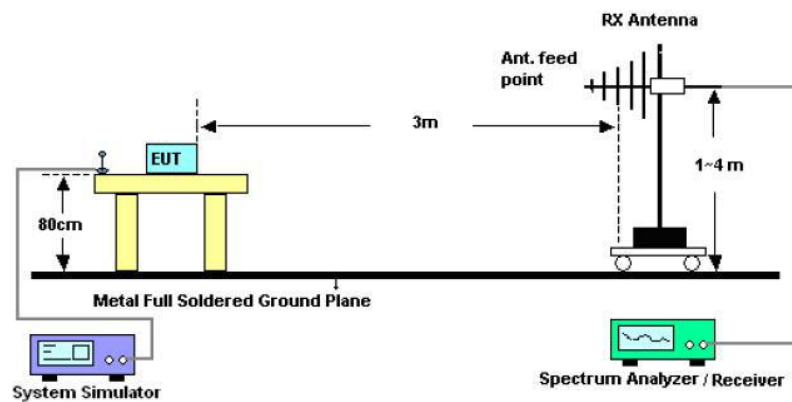 RX Antenna
Ant. feed
point
3m
EUT
1~4 m
80cm
Metal Full Soldered Ground Plane
System Simulator
Spectrum Analyzer / Receiver